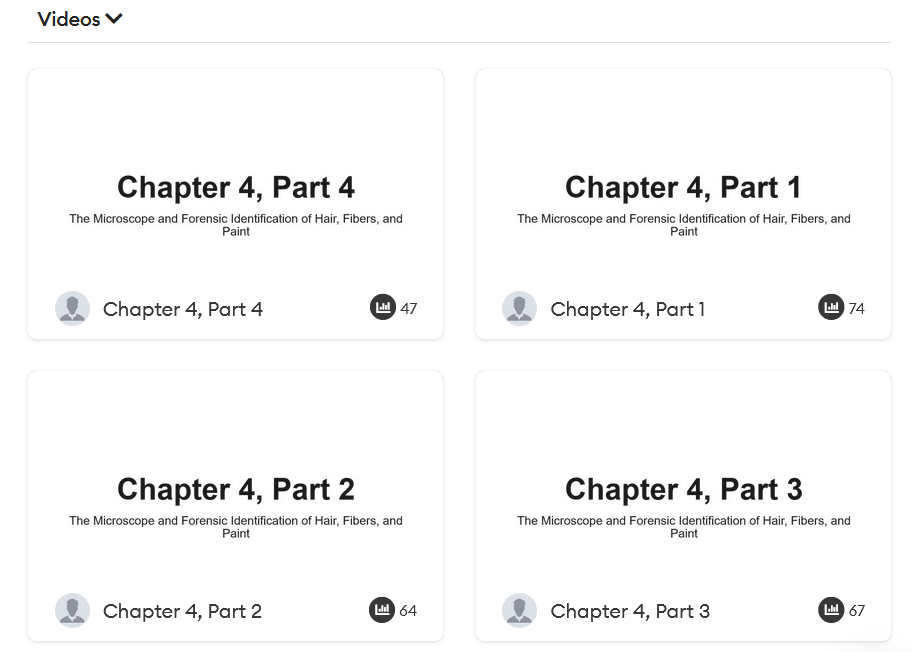 Videos
Chapter 4, Part 4
The Microscope and Forensic Identification of Hair, Fibers, and
Paint
Chapter 4, Part 4
47
Chapter 4, Part 1
The Microscope and Forensic Identification of Hair, Fibers, and
Paint
Chapter 4, Part 1
74
Chapter 4, Part 2
The Microscope and Forensic Identification of Hair, Fibers, and
Paint
Chapter 4, Part 2
64
Chapter 4, Part 3
The Microscope and Forensic Identification of Hair, Fibers, and
Paint
Chapter 4, Part 3
67